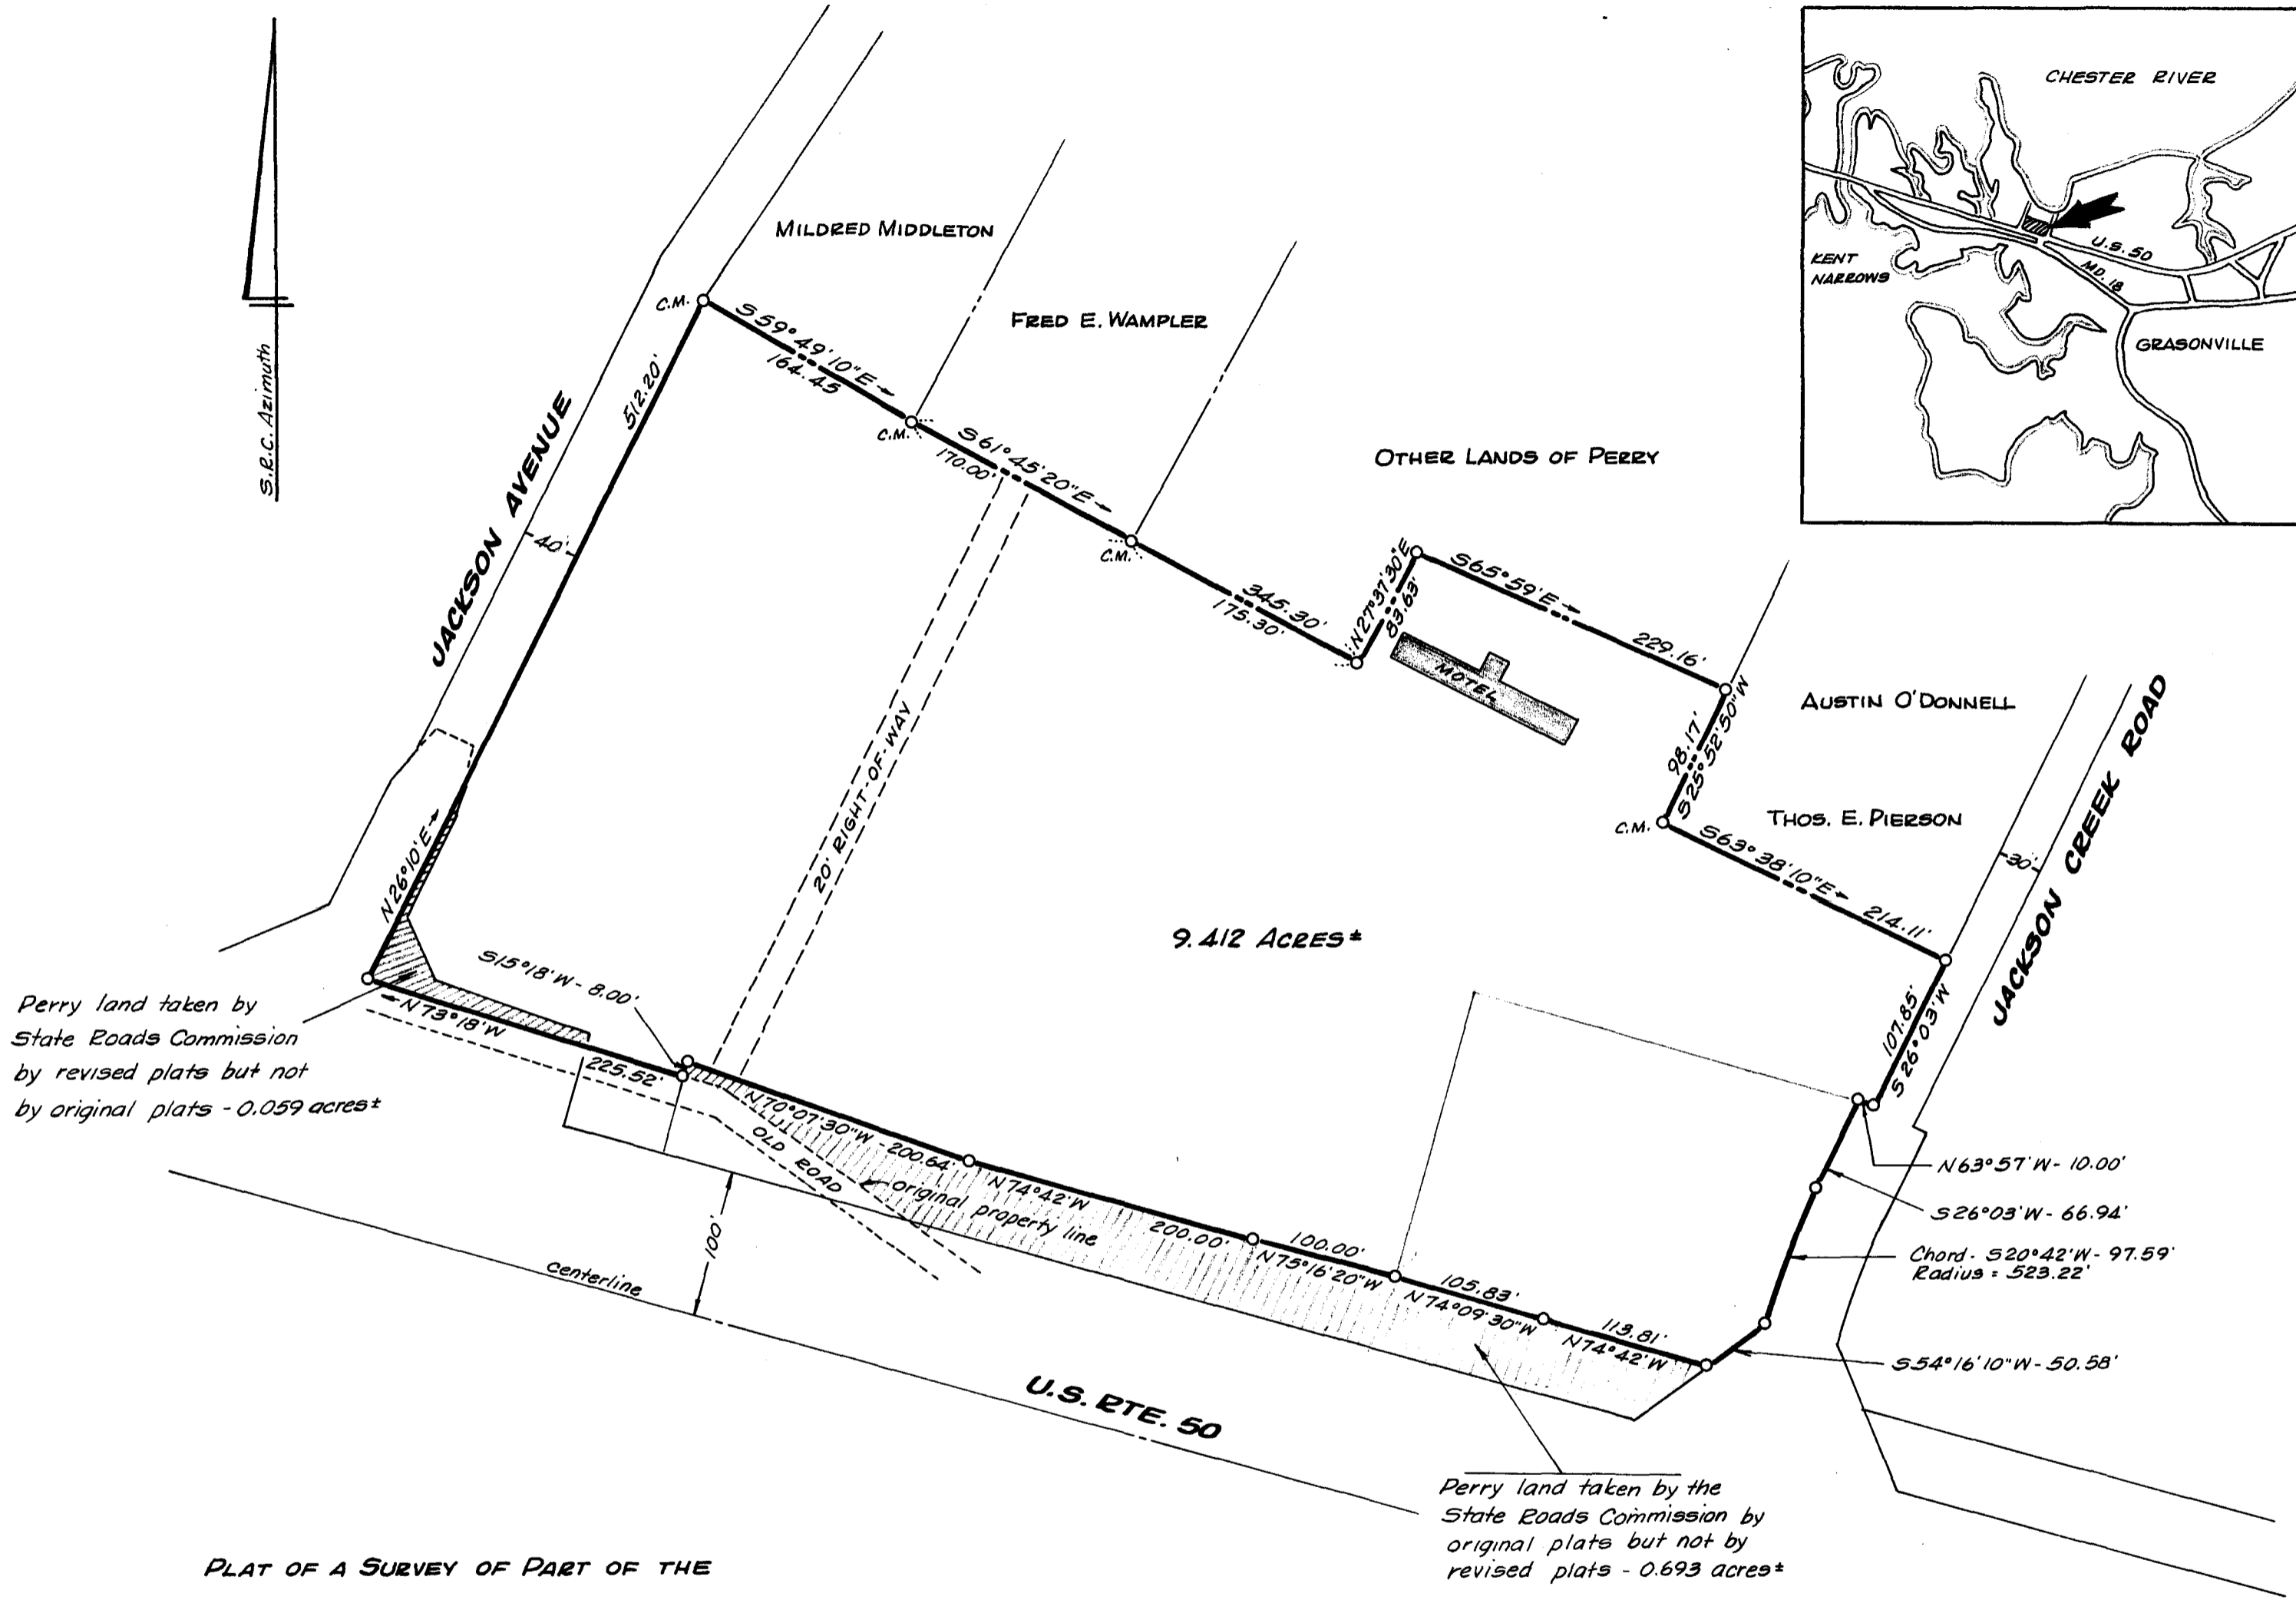 CHESTER RIVER
KENT
NARROWS
U.S. 50
MD. 18
GRASONVILLE
S.R.C. Azimuth
MILDRED MIDDLETON
FRED E. WAMPLER
OTHER LANDS OF PERRY
AUSTIN O'DONNELL
THOS. E. PIERSON
JACKSON AVENUE
40'
JACKSON CREEK ROAD
30'
C.M.
512.20'
N26°10'E
S59°49'10"E
164.45
C.M.
S61°45'20"E
170.00'
C.M.
345.30'
175.30'
N27°37'30"E
83.63'
S65°59'E
229.16'
MOTEL
98.17'
S25°52'50"W
C.M.
S63°38'10"E
214.11'
107.85'
S26°03'W
20' RIGHT-OF-WAY
9.412 ACRES±
S15°18'W - 8.00'
N73°18'W
225.52'
Perry land taken by
State Roads Commission
by revised plats but not
by original plats - 0.059 acres±
N70°07'30"W - 200.64'
OLD ROAD
original property line
N74°42'W
200.00'
100.00'
N75°16'20"W
105.83'
N74°09'30"W
113.81'
N74°42'W
N63°57'W - 10.00'
S26°03'W - 66.94'
Chord - S20°42'W - 97.59'
Radius = 523.22'
S54°16'10"W - 50.58'
100'
centerline
U.S. RTE. 50
Perry land taken by the
State Roads Commission by
original plats but not by
revised plats - 0.693 acres±
PLAT OF A SURVEY OF PART OF THE